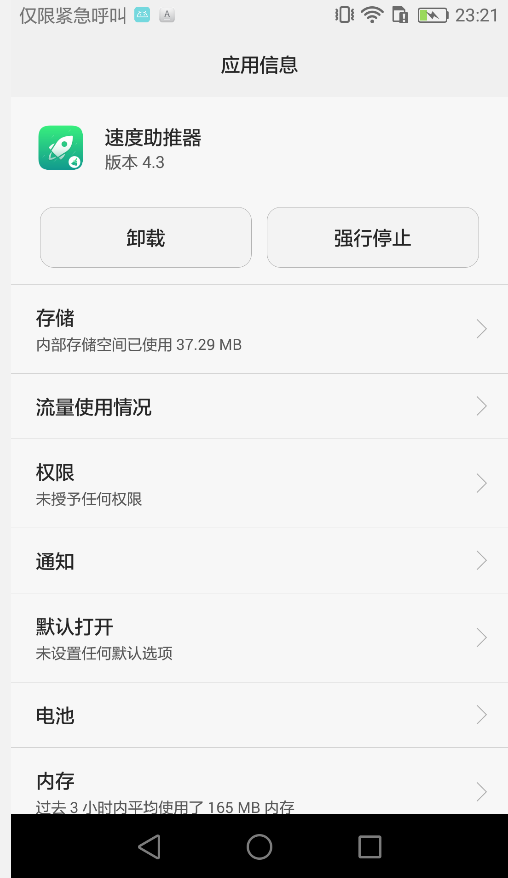 仅限紧急呼叫 A 23:21
应用信息
速度助推器
版本 4.3
卸载 强行停止
存储
内部存储空间已使用 37.29 MB
流量使用情况
权限
未授予任何权限
通知
默认打开
未设置任何默认选项
电池
内存
过去 3 小时内平均使用了 165 MB 内存